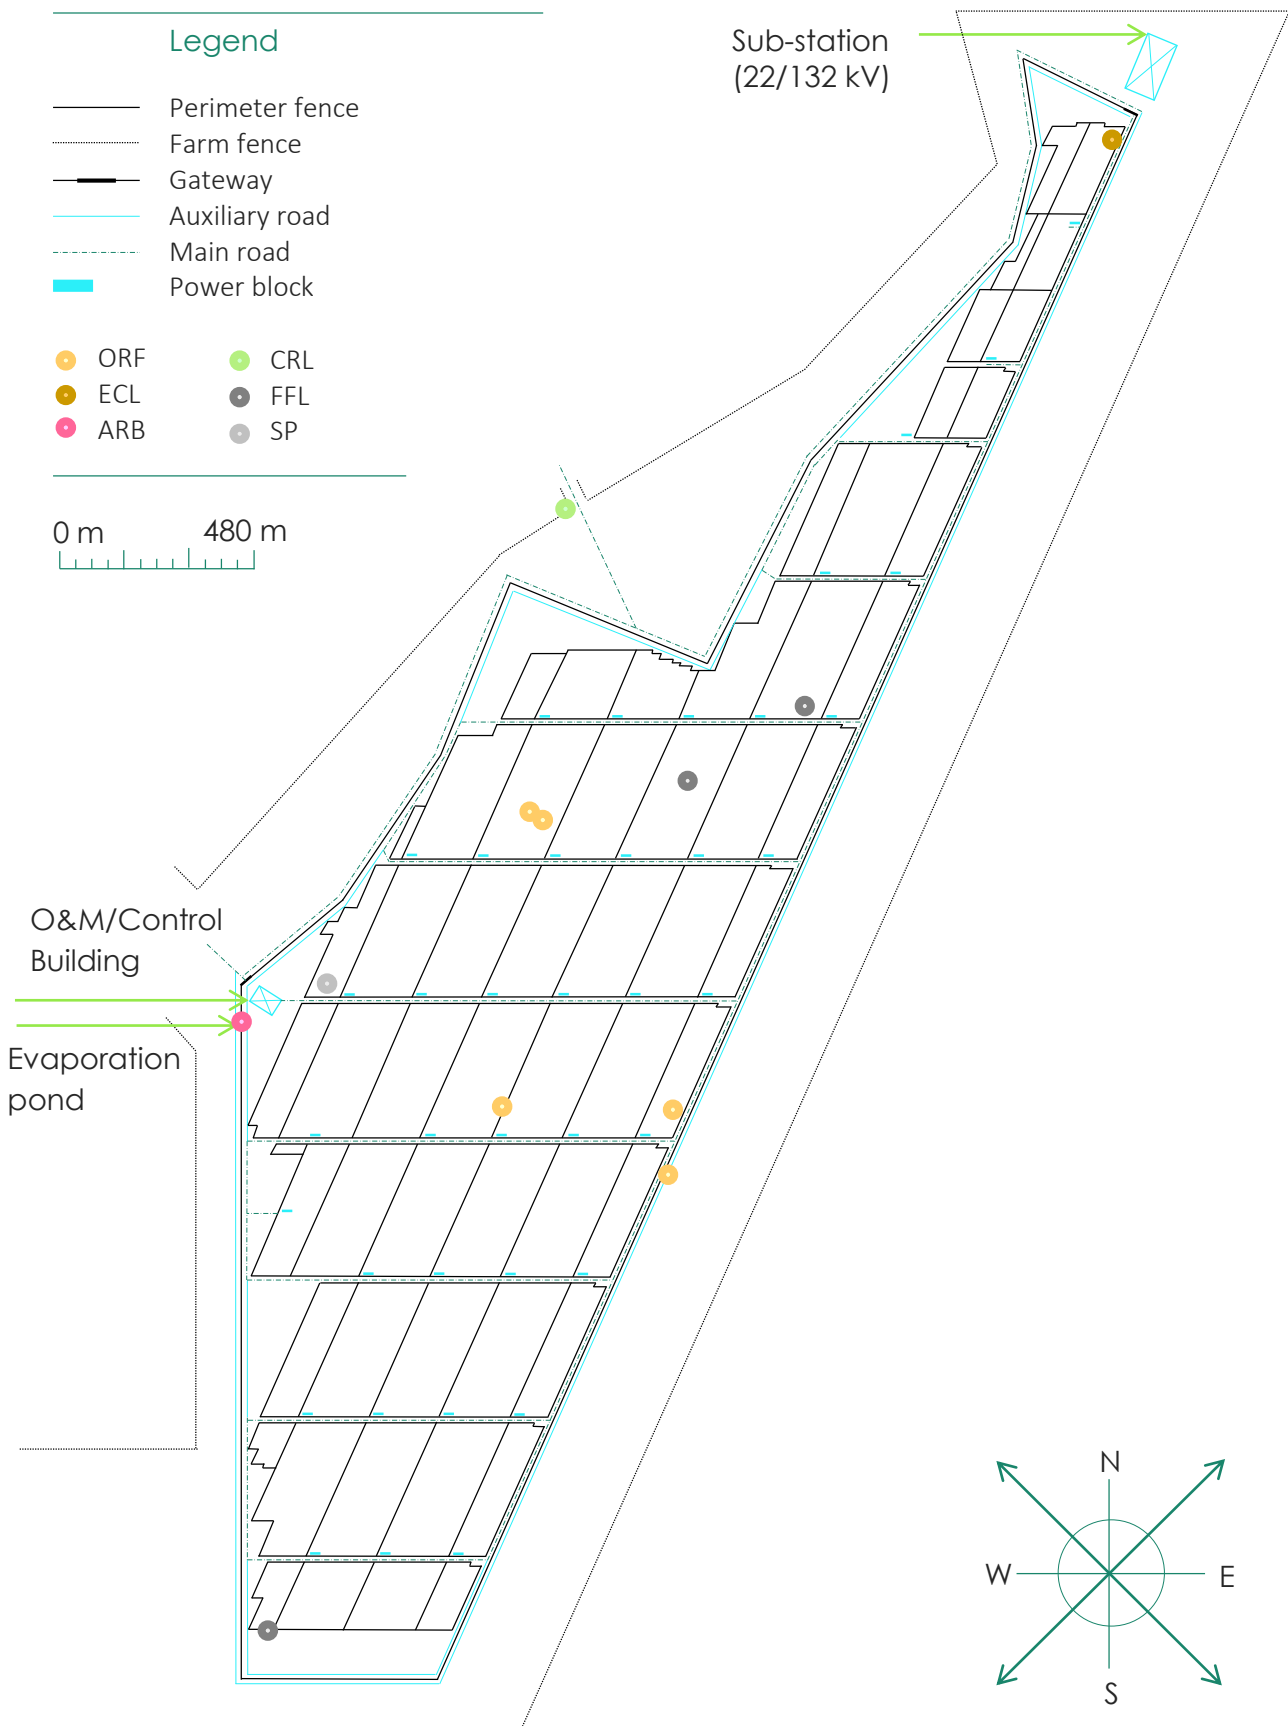 Legend
Perimeter fence
Farm fence
Gateway
Auxiliary road
Main road
Power block
ORF
CRL
ECL
FFL
ARB
SP
0 m
480 m
Sub-station
(22/132 kV)
O&M/Control
Building
Evaporation
pond
N
W
E
S